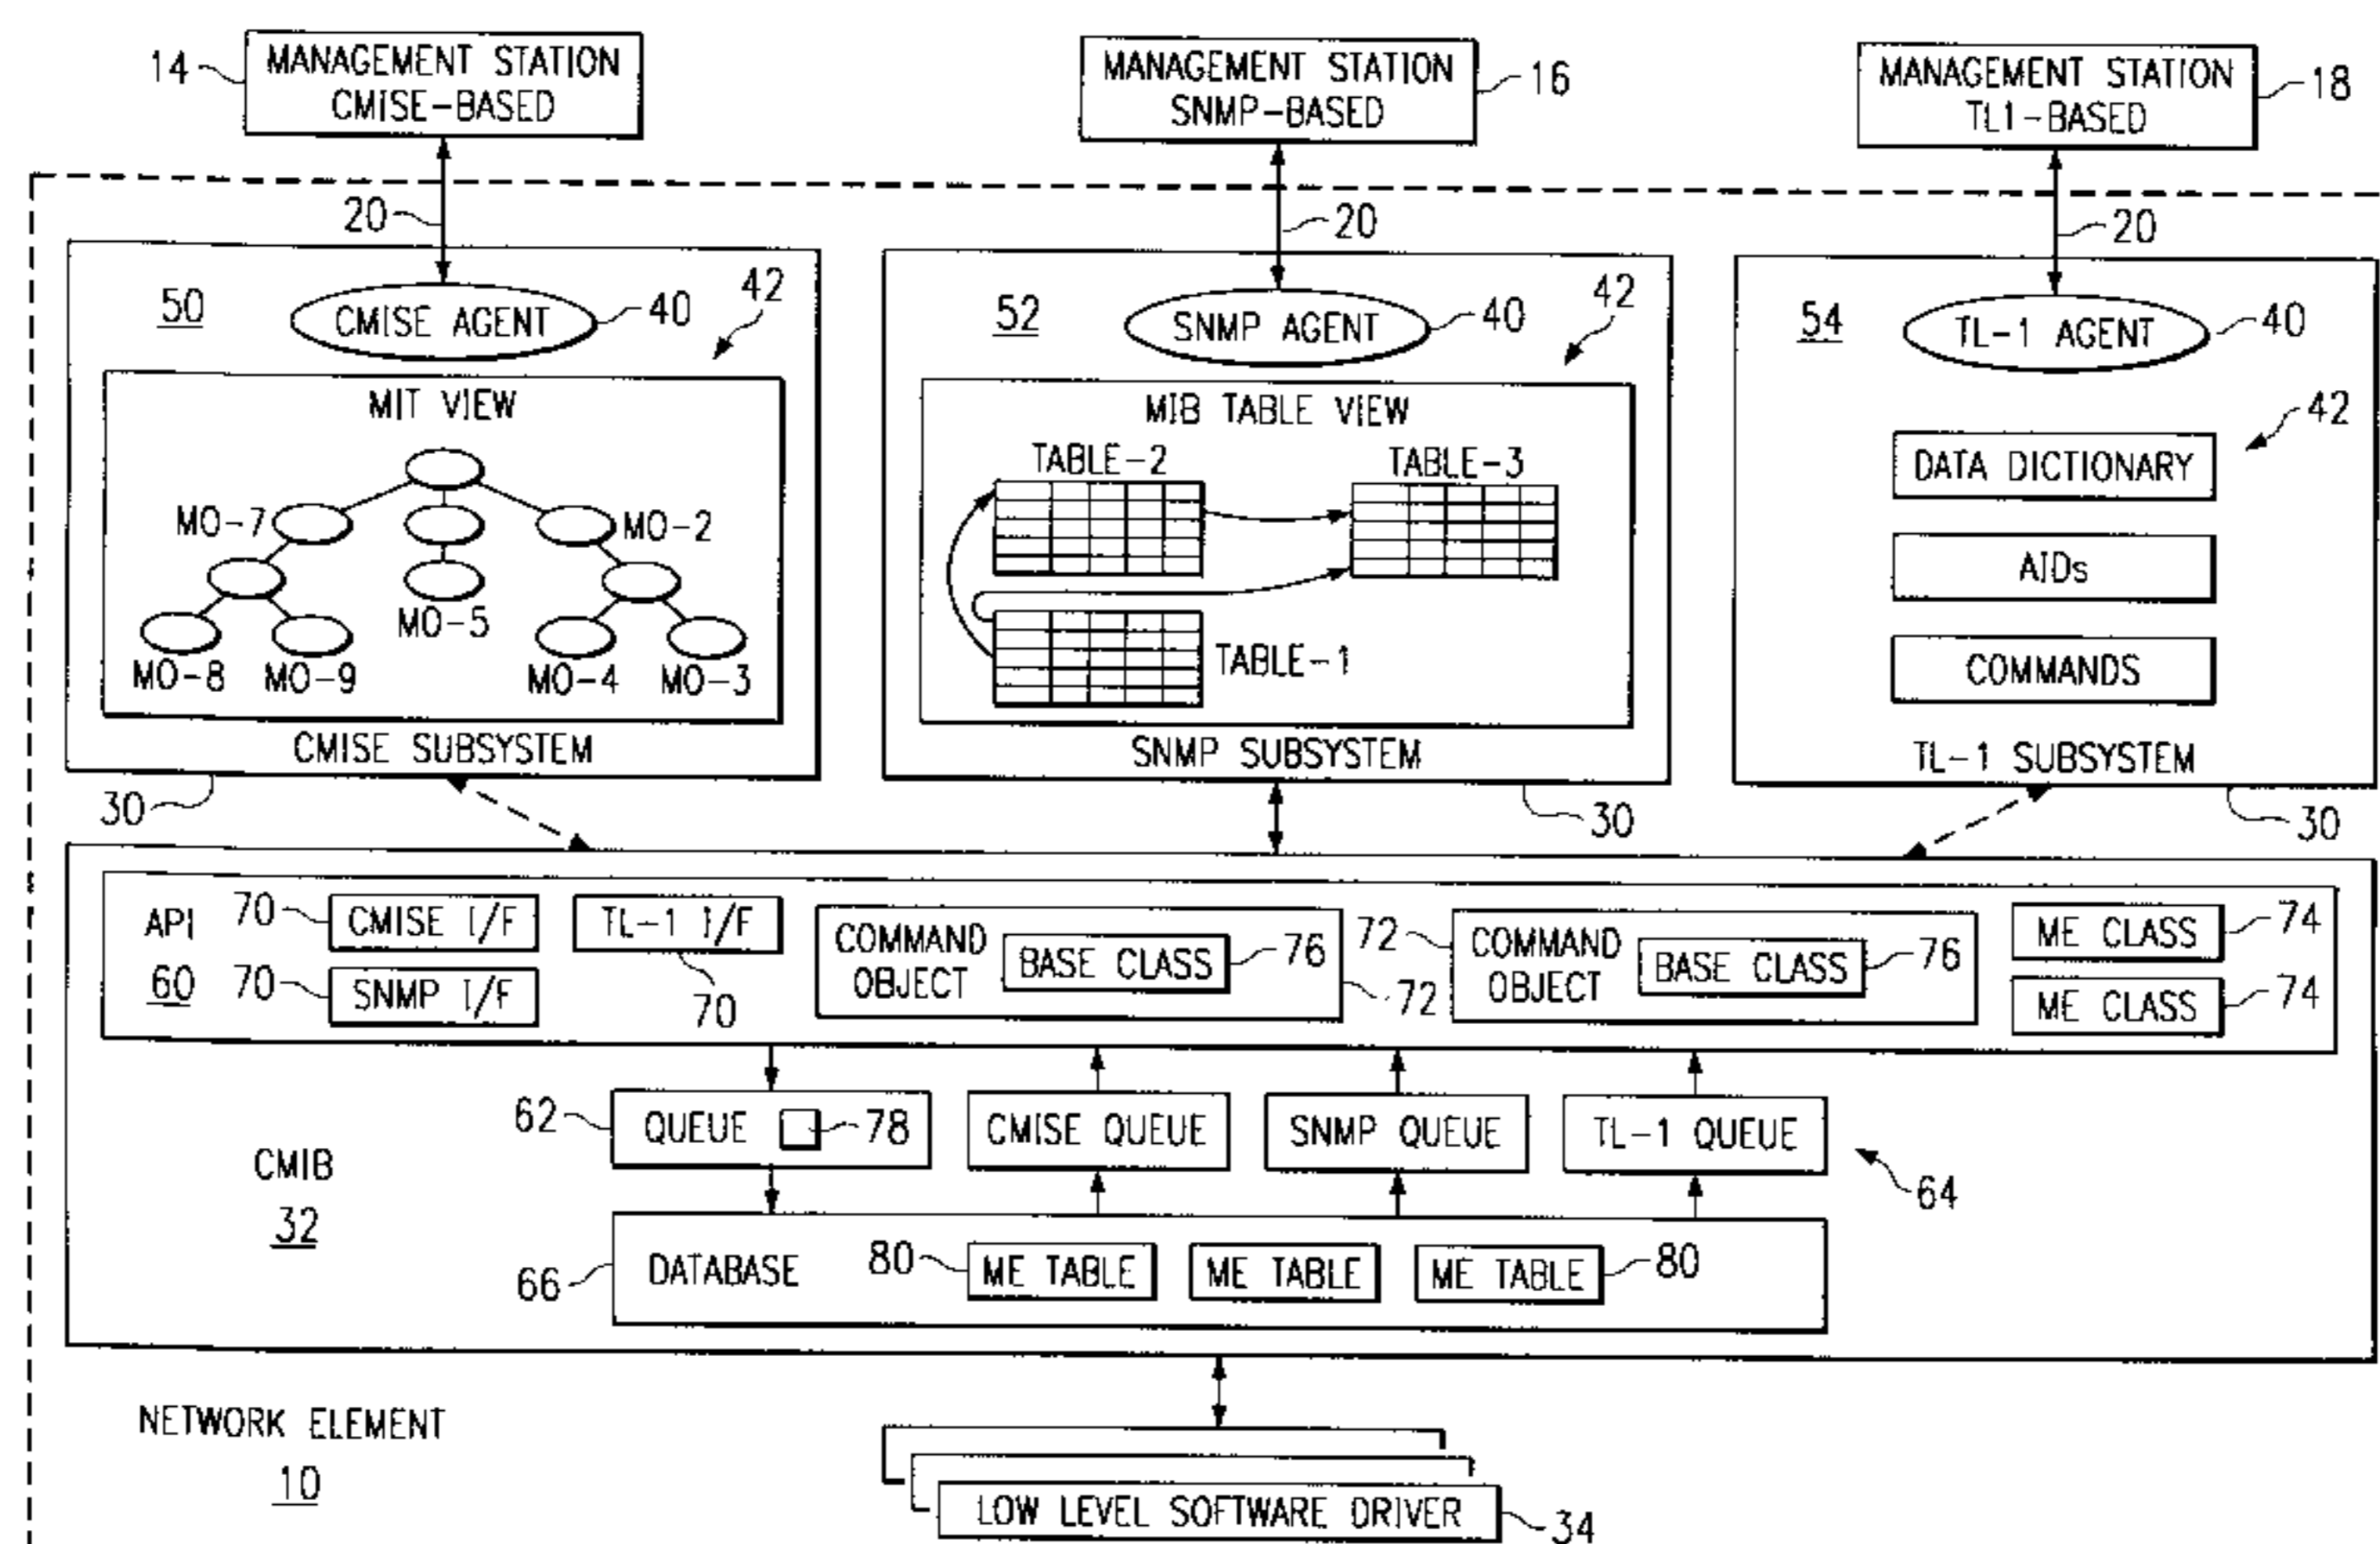 14
MANAGEMENT STATION
CMISE-BASED
MANAGEMENT STATION
SNMP-BASED
16
MANAGEMENT STATION
TL1-BASED
18
20
20
20
50
CMISE AGENT
40
42
MIT VIEW
MO-7
MO-2
MO-5
MO-8
MO-9
MO-4
MO-3
CMISE SUBSYSTEM
30
52
SNMP AGENT
40
42
MIB TABLE VIEW
TABLE-2
TABLE-3
TABLE-1
SNMP SUBSYSTEM
30
54
TL-1 AGENT
40
42
DATA DICTIONARY
AIDs
COMMANDS
TL-1 SUBSYSTEM
30
API
60
70
CMISE I/F
70
SNMP I/F
TL-1 I/F
70
COMMAND
OBJECT
BASE CLASS
76
72
72
COMMAND
OBJECT
BASE CLASS
76
ME CLASS
74
ME CLASS
74
62
QUEUE
78
CMISE QUEUE
SNMP QUEUE
TL-1 QUEUE
64
CMIB
32
66
DATABASE
80
ME TABLE
ME TABLE
ME TABLE
80
NETWORK ELEMENT
10
LOW LEVEL SOFTWARE DRIVER
34